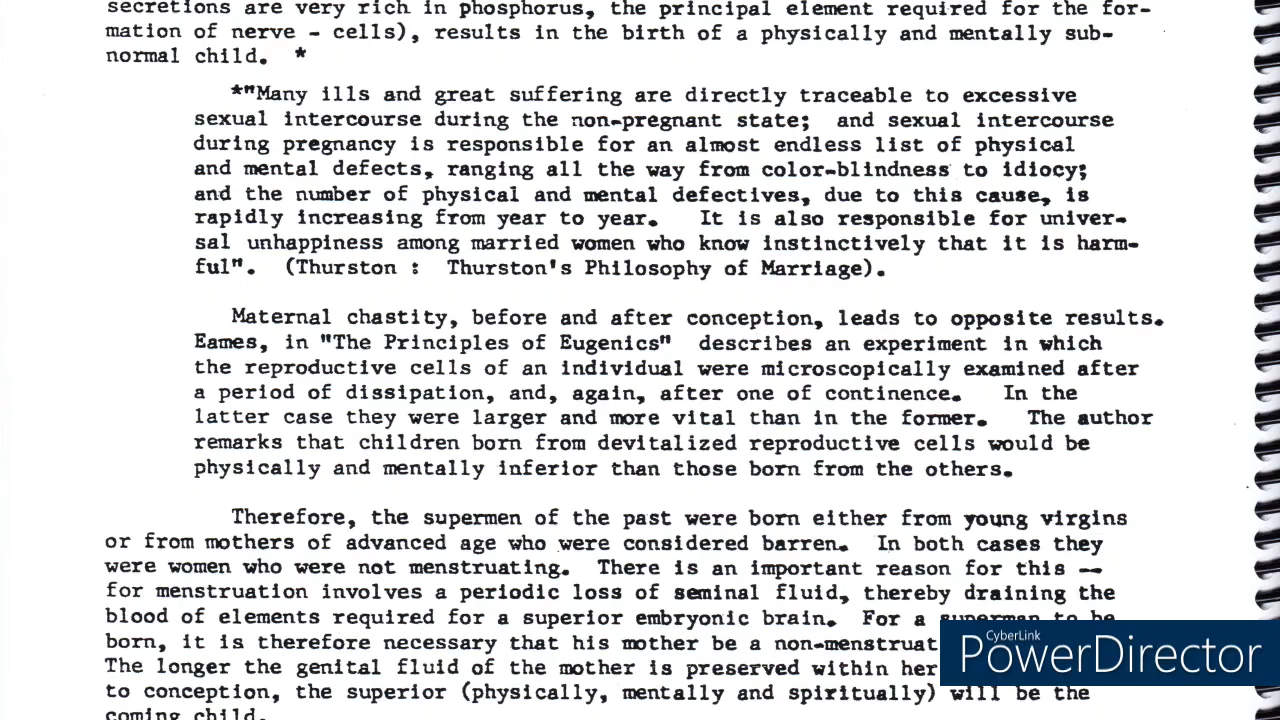 secretions are very rich in phosphorus, the principal element required for the for-
mation of nerve - cells), results in the birth of a physically and mentally sub-
normal child.  *
*"Many ills and great suffering are directly traceable to excessive
sexual intercourse during the non-pregnant state;  and sexual intercourse
during pregnancy is responsible for an almost endless list of physical
and mental defects, ranging all the way from color-blindness to idiocy;
and the number of physical and mental defectives, due to this cause, is
rapidly increasing from year to year.   It is also responsible for univer-
sal unhappiness among married women who know instinctively that it is harm-
ful".  (Thurston :  Thurston's Philosophy of Marriage).
Maternal chastity, before and after conception, leads to opposite results.
Eames, in "The Principles of Eugenics"  describes an experiment in which
the reproductive cells of an individual were microscopically examined after
a period of dissipation, and, again, after one of continence.   In the
latter case they were larger and more vital than in the former.   The author
remarks that children born from devitalized reproductive cells would be
physically and mentally inferior than those born from the others.
Therefore, the supermen of the past were born either from young virgins
or from mothers of advanced age who were considered barren.  In both cases they
were women who were not menstruating.  There is an important reason for this --
for menstruation involves a periodic loss of seminal fluid, thereby draining the
blood of elements required for a superior embryonic brain.  For a superman to be
born, it is therefore necessary that his mother be a non-menstruat
The longer the genital fluid of the mother is preserved within her
to conception, the superior (physically, mentally and spiritually) will be the
coming child.
CyberLink
PowerDirector